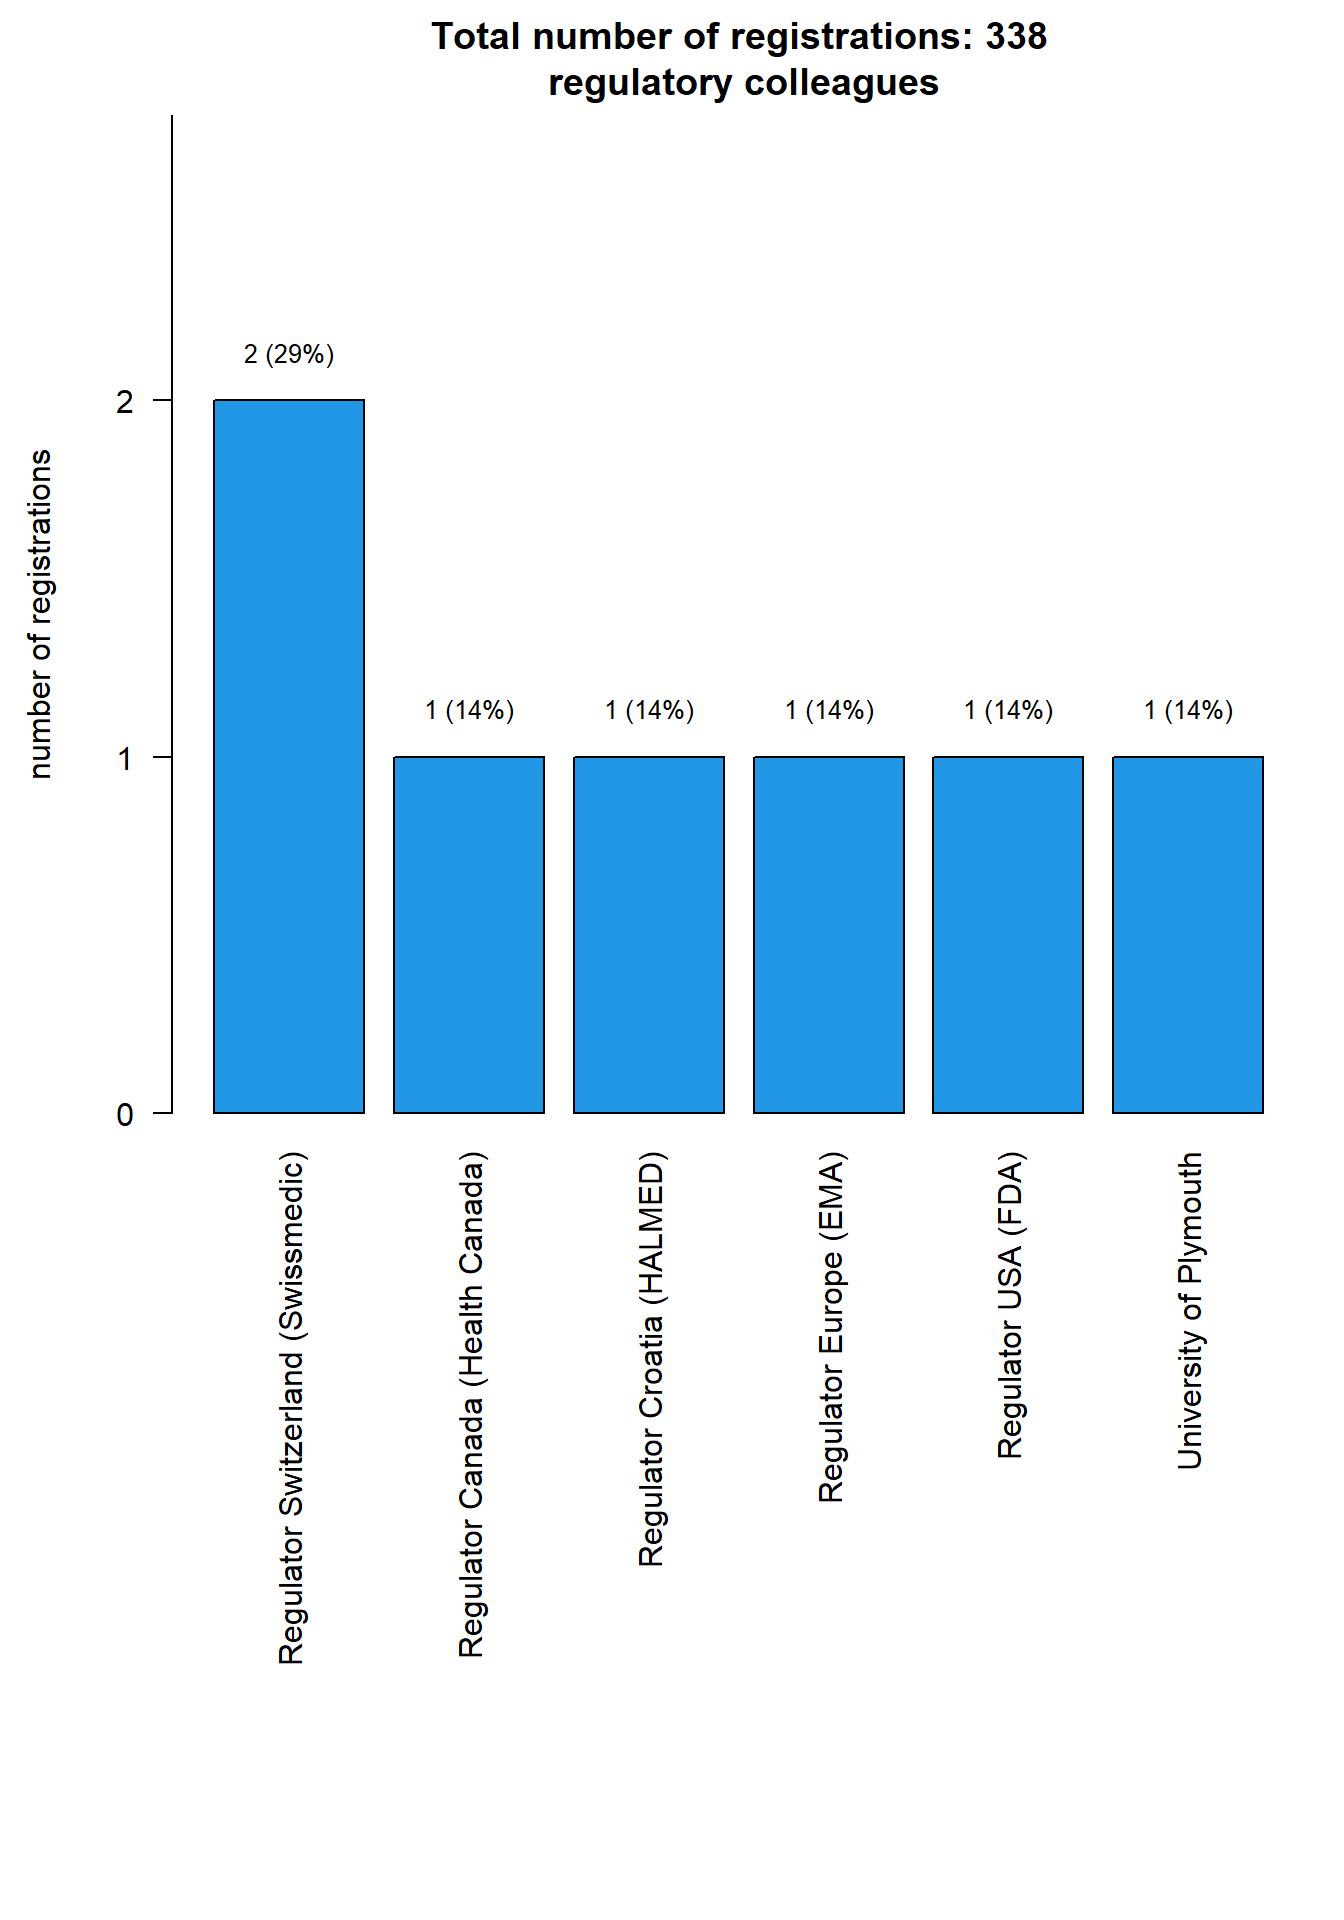 Total number of registrations: 338
regulatory colleagues
number of registrations
2
1
0
2 (29%)
1 (14%)
1 (14%)
1 (14%)
1 (14%)
1 (14%)
Regulator Switzerland (Swissmedic)
Regulator Canada (Health Canada)
Regulator Croatia (HALMED)
Regulator Europe (EMA)
Regulator USA (FDA)
University of Plymouth